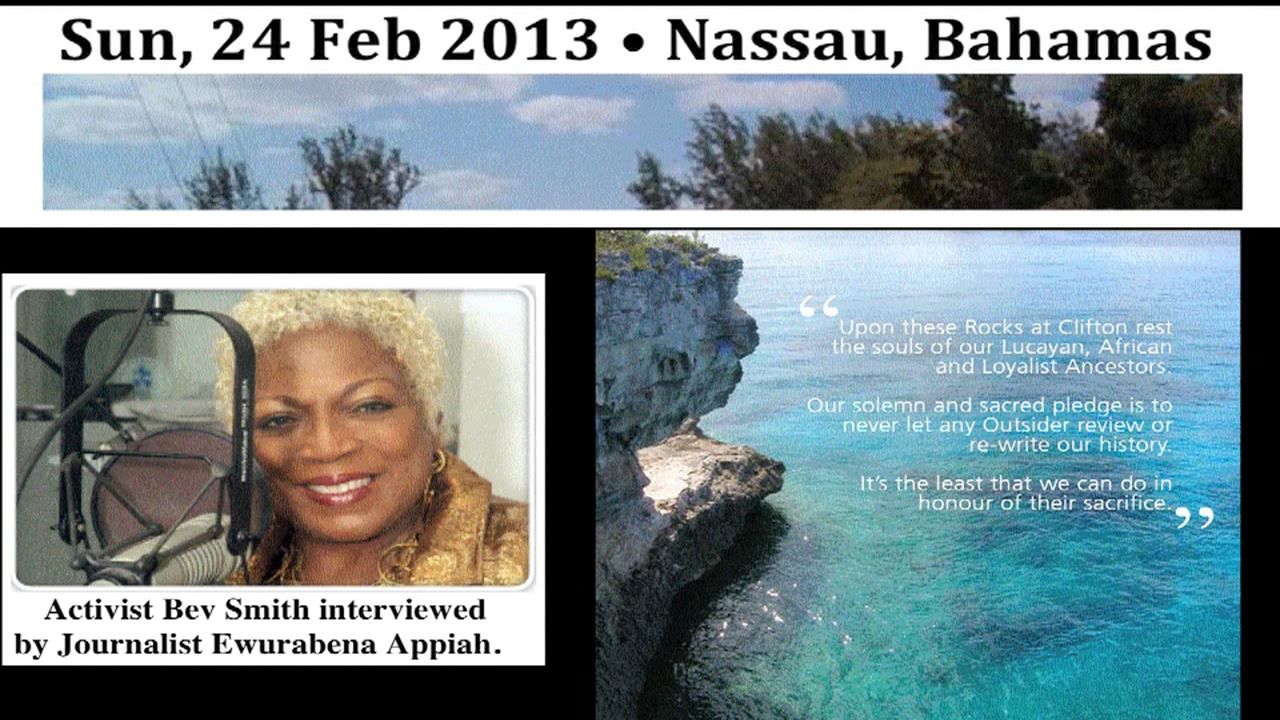 Sun, 24 Feb 2013 • Nassau, Bahamas
Activist Bev Smith interviewed
by Journalist Ewurabena Appiah.
“Upon these Rocks at Clifton rest
the souls of our Lucayan, African
and Loyalist Ancestors.
Our solemn and sacred pledge is to
never let any Outsider review or
re-write our history.
It’s the least that we can do in
honour of their sacrifice.”